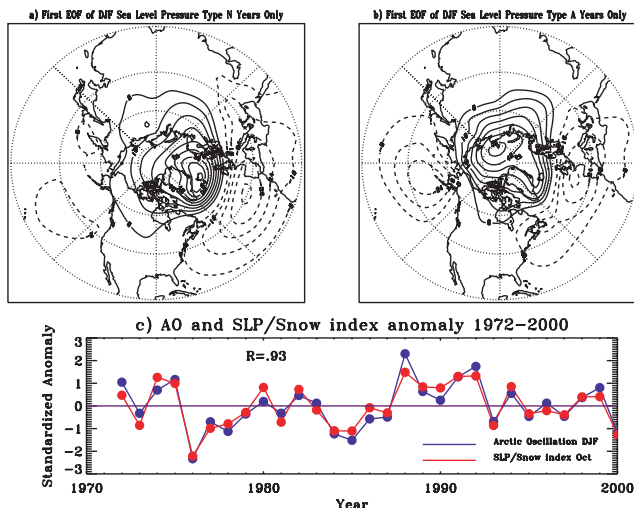 a) First EOF of DJF Sea Level Pressure Type N Years Only
b) First EOF of DJF Sea Level Pressure Type A Years Only
c) AO and SLP/Snow index anomaly 1972-2000
R=.93
Standardized Anomaly
3
2
1
0
-1
-2
-3
Arctic Oscillation DJF
SLP/Snow index Oct
1970
1980
1990
2000
Year